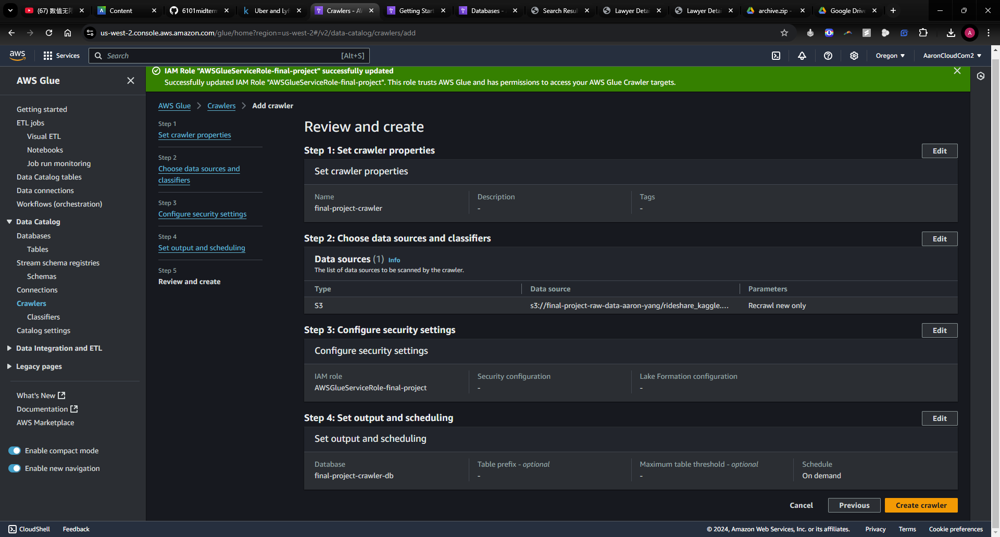 (67) 数值无限
Content
6101midterm
Uber and Lyf
Crawlers - AW
Getting Start
Databases -
Search Resul
Lawyer Detai
Lawyer Detai
archive.zip -
Google Drive
us-west-2.console.aws.amazon.com/glue/home?region=us-west-2#/v2/data-catalog/crawlers/add
A
aws
Services
Search
[Alt+S]
Oregon
AaronCloudCom2
AWS Glue
IAM Role "AWSGlueServiceRole-final-project" successfully updated
Successfully updated IAM Role "AWSGlueServiceRole-final-project". This role trusts AWS Glue and has permissions to access your AWS Glue Crawler targets.
Getting started
ETL jobs
Visual ETL
Notebooks
Job run monitoring
Data Catalog tables
Data connections
Workflows (orchestration)
Data Catalog
Databases
Tables
Stream schema registries
Schemas
Connections
Crawlers
Classifiers
Catalog settings
Data Integration and ETL
Legacy pages
What's New
Documentation
AWS Marketplace
Enable compact mode
Enable new navigation
AWS Glue
Crawlers
Add crawler
Step 1
Set crawler properties
Step 2
Choose data sources and
classifiers
Step 3
Configure security settings
Step 4
Set output and scheduling
Step 5
Review and create
Review and create
Step 1: Set crawler properties
Edit
Set crawler properties
Name
final-project-crawler
Description
-
Tags
-
Step 2: Choose data sources and classifiers
Edit
Data sources (1) Info
The list of data sources to be scanned by the crawler.
Type
Data source
Parameters
S3
s3://final-project-raw-data-aaron-yang/rideshare_kaggle....
Recrawl new only
Step 3: Configure security settings
Edit
Configure security settings
IAM role
AWSGlueServiceRole-final-project
Security configuration
-
Lake Formation configuration
-
Step 4: Set output and scheduling
Edit
Set output and scheduling
Database
final-project-crawler-db
Table prefix - optional
-
Maximum table threshold - optional
-
Schedule
On demand
Cancel
Previous
Create crawler
CloudShell
Feedback
© 2024, Amazon Web Services, Inc. or its affiliates.
Privacy
Terms
Cookie preferences